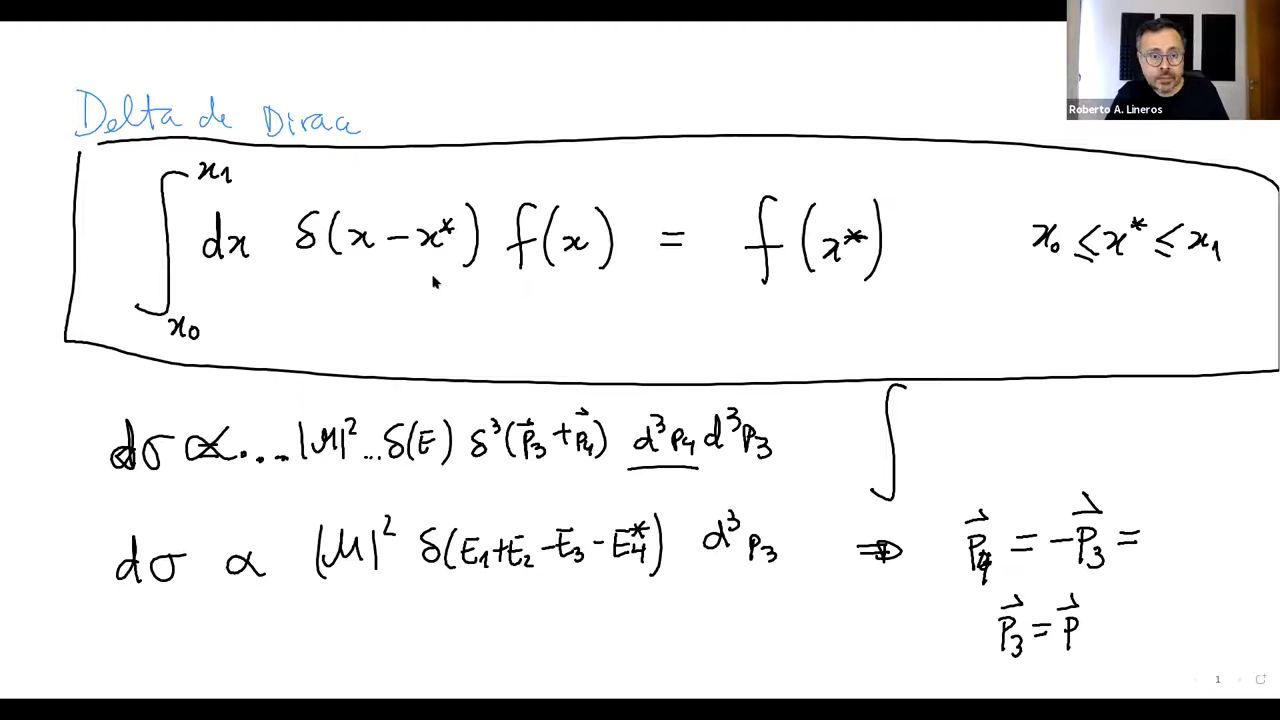 Roberto A. Lineros
Delta de Dirac
∫_{x₀}^{x₁} dx δ(x − x*) f(x) = f(x*)    x₀ ≤ x* ≤ x₁
dσ ∝ ... |M|² ... δ(E) δ³(p⃗₃ + p⃗₄) d³p₄ d³p₃    ∫
dσ ∝ |M|² δ(E₁+E₂−E₃−E₄*) d³p₃ ⇒ p⃗₄ = −p⃗₃ =
p⃗₃ = p⃗
1